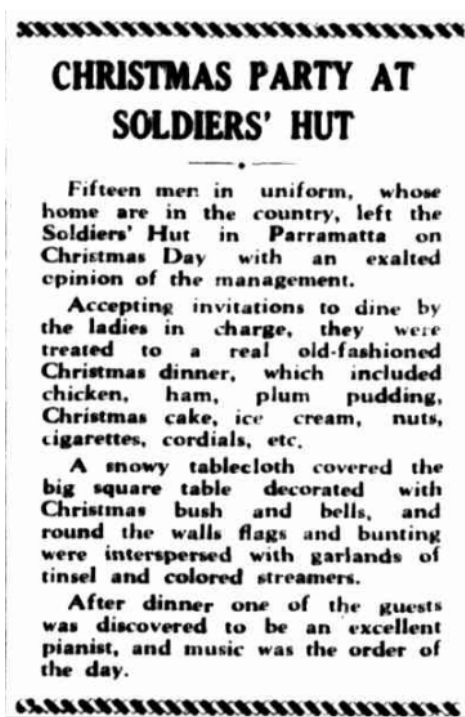 CHRISTMAS PARTY AT
SOLDIERS' HUT
Fifteen men in uniform, whose
home are in the country, left the
Soldiers' Hut in Parramatta on
Christmas Day with an exalted
opinion of the management.
Accepting invitations to dine by
the ladies in charge, they were
treated to a real old-fashioned
Christmas dinner, which included
chicken, ham, plum pudding,
Christmas cake, ice cream, nuts,
cigarettes, cordials, etc.
A snowy tablecloth covered the
big square table decorated with
Christmas bush and bells, and
round the walls flags and bunting
were interspersed with garlands of
tinsel and colored streamers.
After dinner one of the guests
was discovered to be an excellent
pianist, and music was the order of
the day.